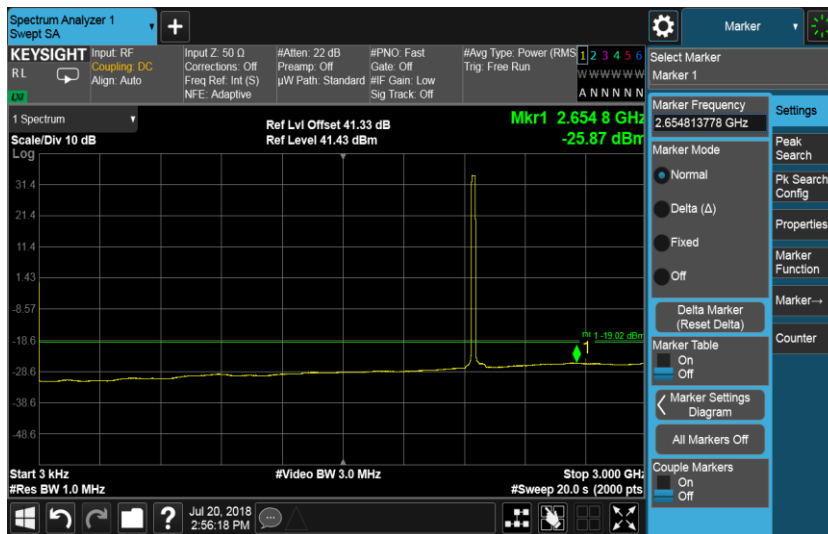 Spectrum Analyzer 1
Swept SA
Marker
KEYSIGHT
RL
LXI
Input: RF
Coupling: DC
Align: Auto
Input Z: 50 Ω
Corrections: Off
Freq Ref: Int (S)
NFE: Adaptive
#Atten: 22 dB
Preamp: Off
µW Path: Standard
#PNO: Fast
Gate: Off
#IF Gain: Low
Sig Track: Off
#Avg Type: Power (RMS
Trig: Free Run
1 2 3 4 5 6
W W W W W W
A N N N N N
Select Marker
Marker 1
1 Spectrum
Scale/Div 10 dB
Log
Ref Lvl Offset 41.33 dB
Ref Level 41.43 dBm
Mkr1 2.654 8 GHz
-25.87 dBm
31.4
21.4
11.4
1.43
-8.57
-18.6
-28.6
-38.6
-48.6
DL1 -19.02 dBm
1
Start 3 kHz
#Res BW 1.0 MHz
#Video BW 3.0 MHz
Stop 3.000 GHz
#Sweep 20.0 s (2000 pts
Marker Frequency
2.654813778 GHz
Marker Mode
Normal
Delta (Δ)
Fixed
Off
Delta Marker
(Reset Delta)
Marker Table
On
Off
Marker Settings
Diagram
All Markers Off
Couple Markers
On
Off
Settings
Peak
Search
Pk Search
Config
Properties
Marker
Function
Marker→
Counter
?
Jul 20, 2018
2:56:18 PM